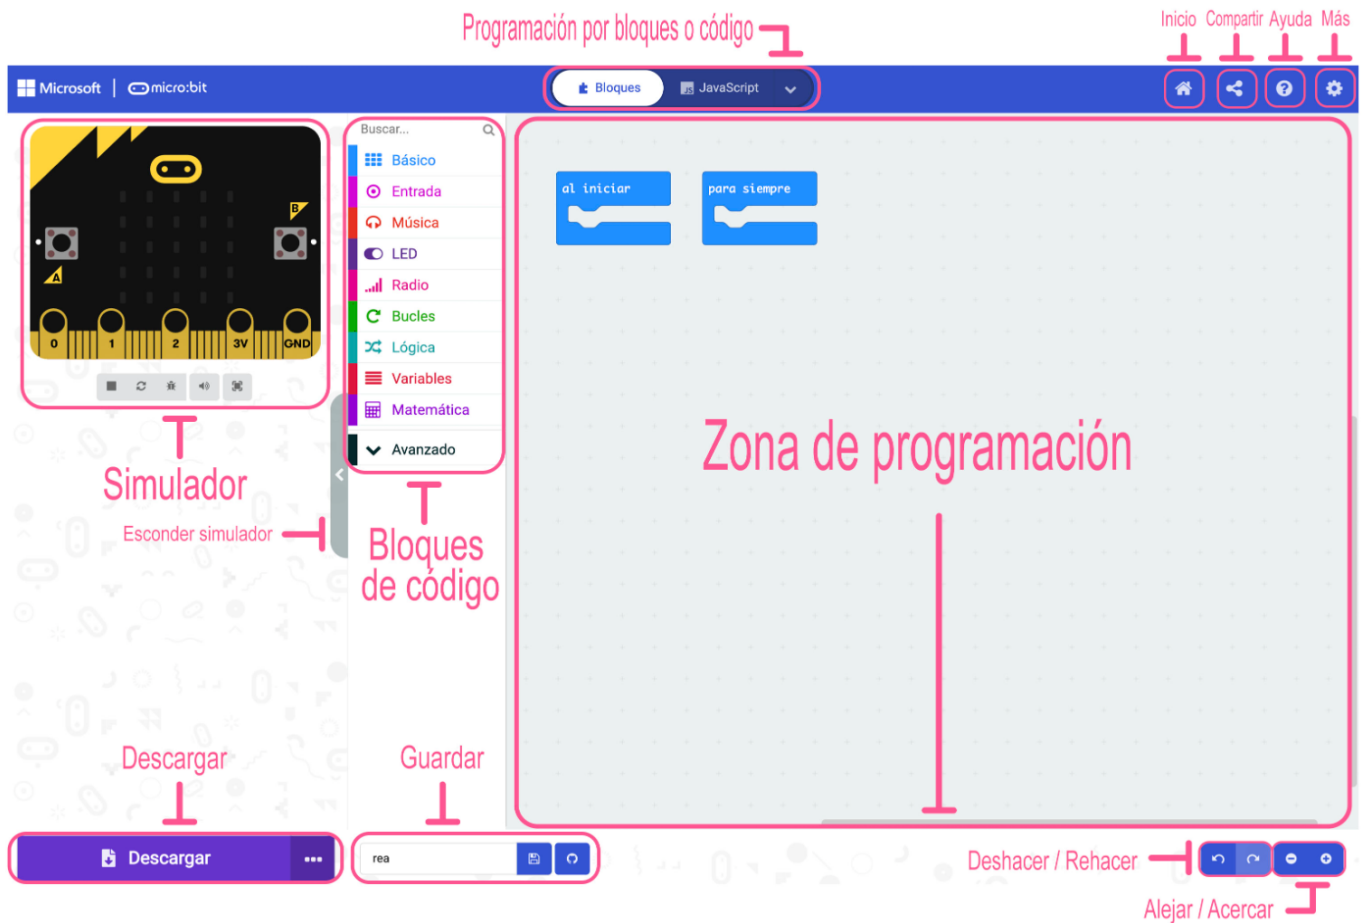 Programación por bloques o código
Inicio Compartir Ayuda Más
Microsoft micro:bit
Bloques
JavaScript
Buscar...
Básico
Entrada
Música
LED
Radio
Bucles
Lógica
Variables
Matemática
Avanzado
B
A
0 1 2 3V GND
al iniciar
para siempre
Simulador
Esconder simulador
Bloques
de código
Zona de programación
Descargar
Guardar
Descargar
rea
Deshacer / Rehacer
Alejar / Acercar